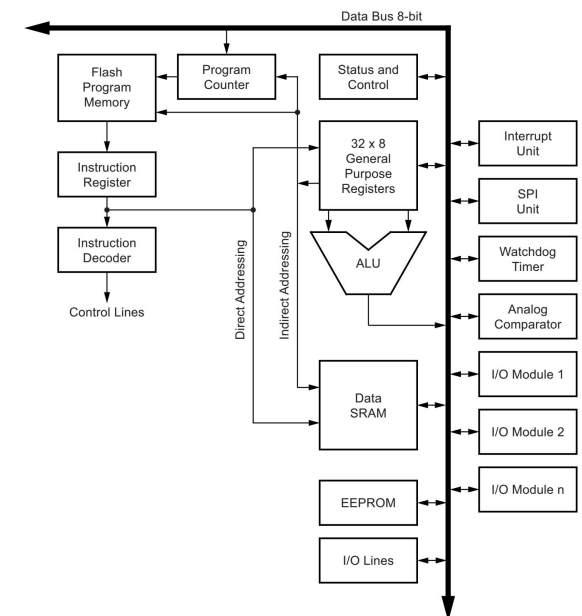 Data Bus 8-bit
Flash
Program
Memory
Program
Counter
Status and
Control
32 x 8
General
Purpose
Registers
Interrupt
Unit
Instruction
Register
SPI
Unit
Instruction
Decoder
ALU
Watchdog
Timer
Control Lines
Direct Addressing
Indirect Addressing
Analog
Comparator
I/O Module 1
Data
SRAM
I/O Module 2
I/O Module n
EEPROM
I/O Lines